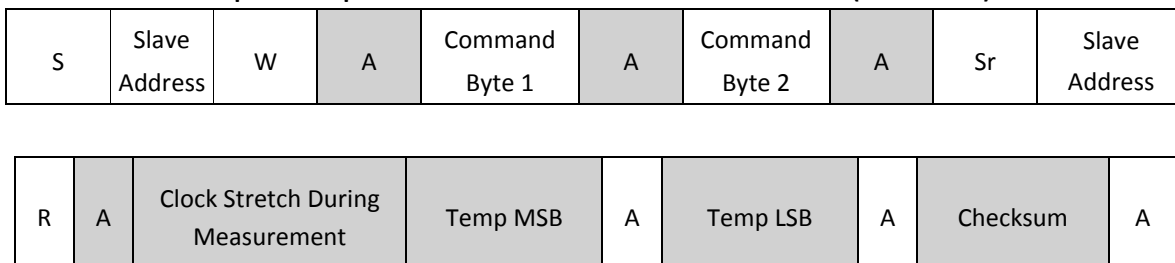 S
Slave
Address
W
A
Command
Byte 1
A
Command
Byte 2
A
Sr
Slave
Address
R
A
Clock Stretch During
Measurement
Temp MSB
A
Temp LSB
A
Checksum
A